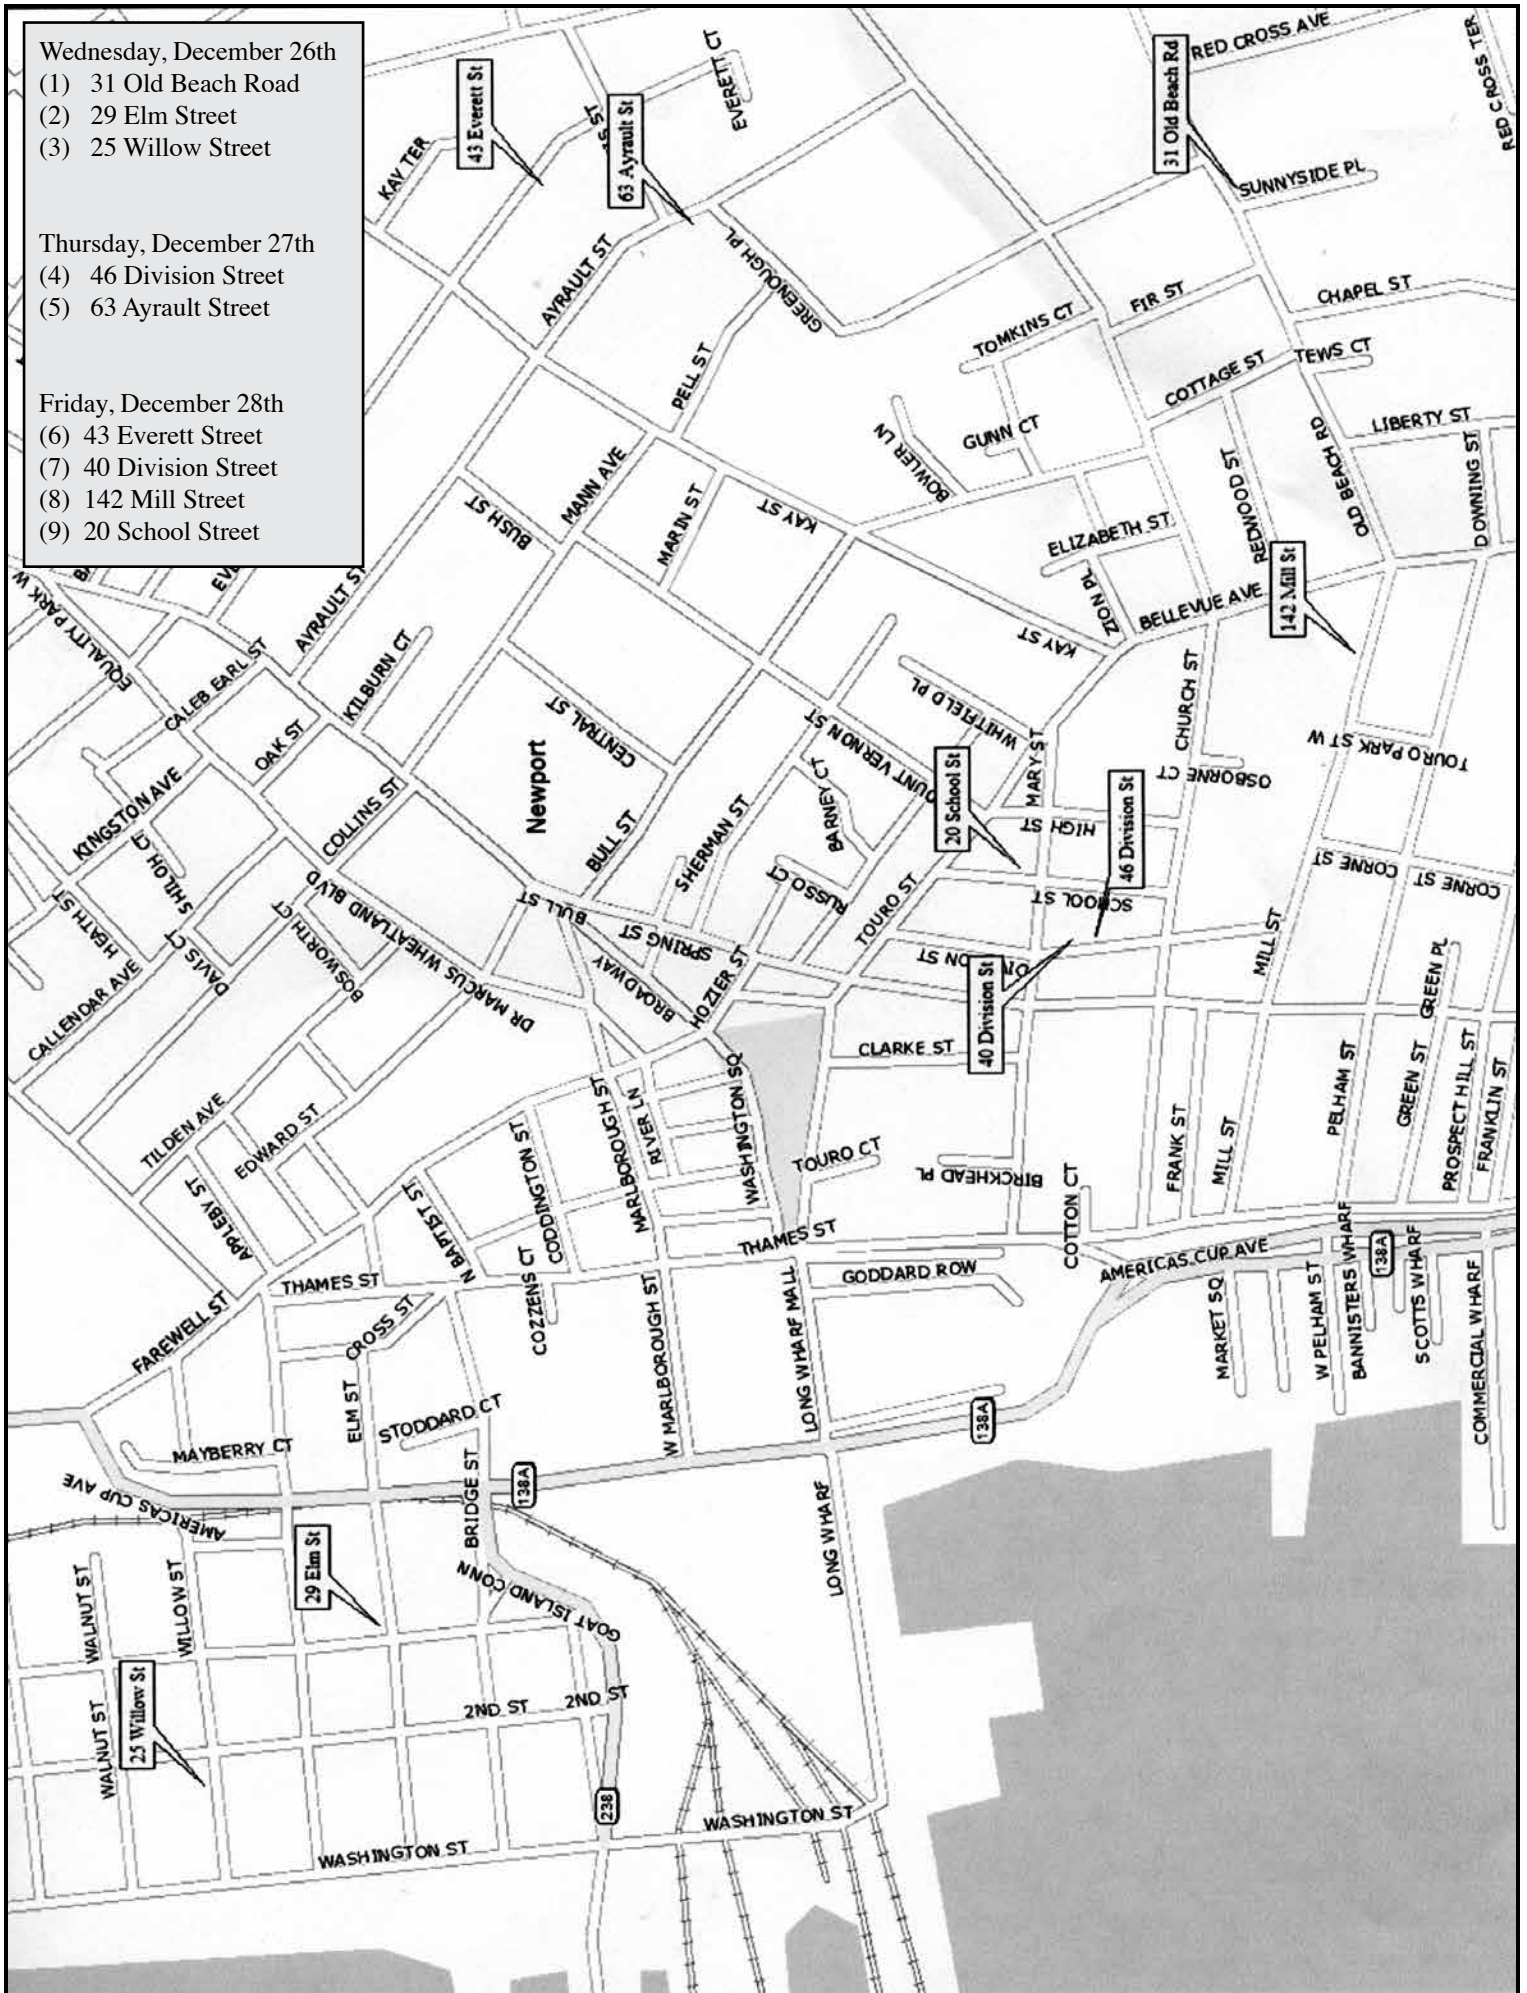 Wednesday, December 26th
(1) 31 Old Beach Road
(2) 29 Elm Street
(3) 25 Willow Street
Thursday, December 27th
(4) 46 Division Street
(5) 63 Ayrault Street
Friday, December 28th
(6) 43 Everett Street
(7) 40 Division Street
(8) 142 Mill Street
(9) 20 School Street
RED CROSS AVE
RED CROSS TER
EVERETT CT
43 Everett St
63 Ayrault St
31 Old Beach Rd
KAY TER
SUNNYSIDE PL
AYRAULT ST
GREENOUGH PL
CHAPEL ST
FIR ST
TOMKINS CT
TEWS CT
COTTAGE ST
PELL ST
LIBERTY ST
GUNN CT
BOWLER LN
OLD BEACH RD
DOWNING ST
REDWOOD ST
MANN AVE
BUSH ST
MARIN ST
KAY ST
ELIZABETH ST
ZION PL
BELLEVUE AVE
142 Mill St
EQUALITY PARK W
AYRAULT ST
KAY ST
CALEB EARL ST
KILBURN CT
WHITFIELD PL
CHURCH ST
OAK ST
CENTRAL ST
Newport
MARY ST
TOURO PARK ST W
OSBORNE CT
20 School St
46 Division St
KINGSTON AVE
COLLINS ST
BARNEY CT
HIGH ST
SHILOH CT
BULL ST
SHERMAN ST
CORNE ST
CORNE ST
HEATH ST
DR MARCUS WHEATLAND BLVD
BULL ST
RUSSO CT
TOURO ST
SCHOOL ST
DAVIS CT
BOSWORTH CT
SPRING ST
MILL ST
CALLENDAR AVE
BROADWAY
HOZIER ST
40 Division St
GREEN PL
CLARKE ST
TILDEN AVE
EDWARD ST
MARLBOROUGH ST
RIVER LN
WASHINGTON SQ
PELHAM ST
GREEN ST
PROSPECT HILL ST
FRANKLIN ST
APPLEBY ST
N BAPTIST ST
CODDINGTON ST
MARLBOROUGH ST
TOURO CT
BIRCKHEAD PL
COTTON CT
FRANK ST
MILL ST
THAMES ST
THAMES ST
COZZENS CT
GODDARD ROW
AMERICAS CUP AVE
138A
FAREWELL ST
CROSS ST
W MARLBOROUGH ST
LONG WHARF MALL
MARKET SQ
W PELHAM ST
BANNISTERS WHARF
SCOTTS WHARF
COMMERCIAL WHARF
ELM ST
STODDARD CT
138A
MAYBERRY CT
AMERICAS CUP AVE
BRIDGE ST
138A
LONG WHARF
29 Elm St
GOAT ISLAND CONN
WALNUT ST
WILLOW ST
25 Willow St
WALNUT ST
2ND ST
2ND ST
238
WASHINGTON ST
WASHINGTON ST